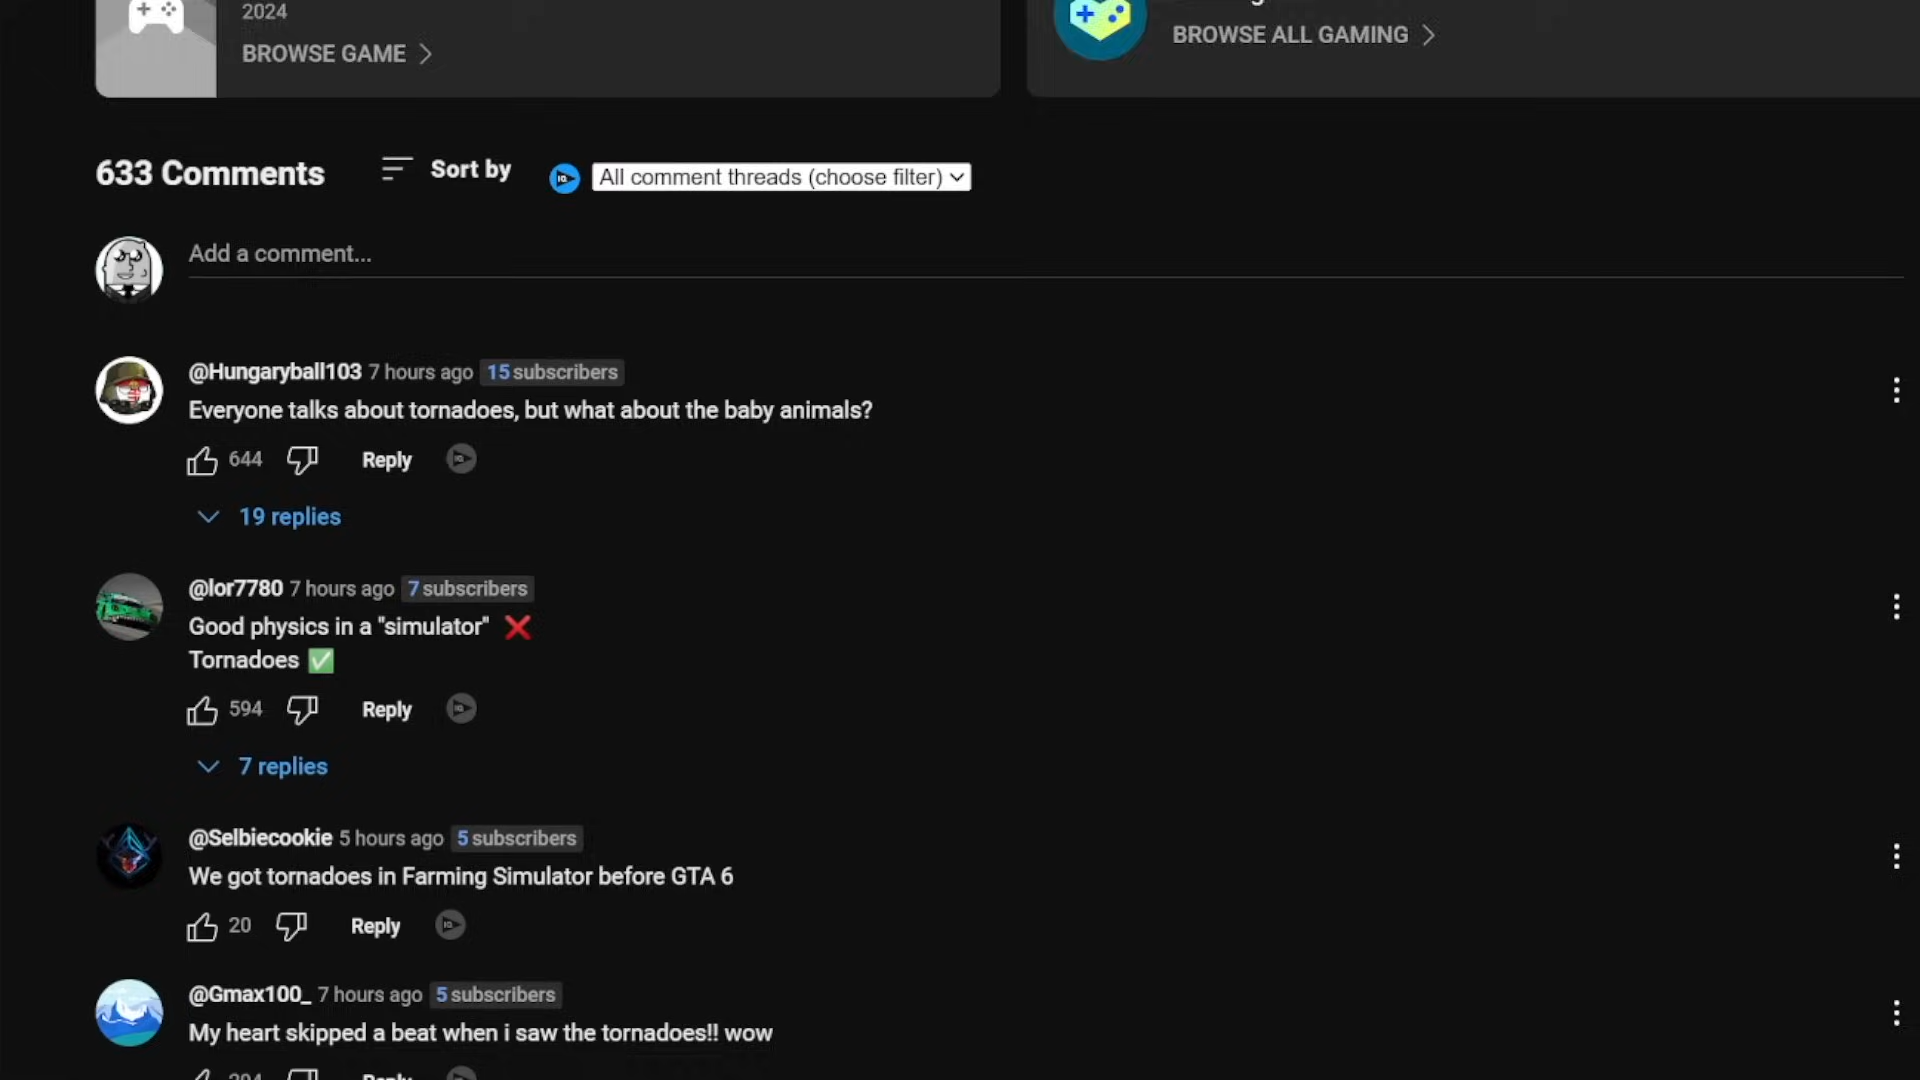 2024
BROWSE GAME
BROWSE ALL GAMING
633 Comments
Sort by
All comment threads (choose filter)
Add a comment...
@Hungaryball103 7 hours ago 15 subscribers
Everyone talks about tornadoes, but what about the baby animals?
644 Reply
19 replies
@lor7780 7 hours ago 7 subscribers
Good physics in a "simulator" ❌
Tornadoes ✅
594 Reply
7 replies
@Selbiecookie 5 hours ago 5 subscribers
We got tornadoes in Farming Simulator before GTA 6
20 Reply
@Gmax100_ 7 hours ago 5 subscribers
My heart skipped a beat when i saw the tornadoes!! wow
Reply